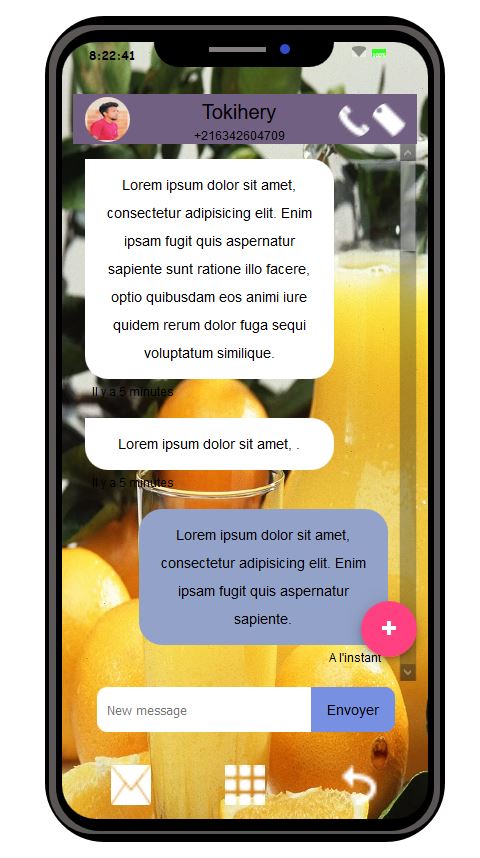 8:22:41
Tokihery
+216342604709
Lorem ipsum dolor sit amet,
consectetur adipisicing elit. Enim
ipsam fugit quis aspernatur
sapiente sunt ratione illo facere,
optio quibusdam eos animi iure
quidem rerum dolor fuga sequi
voluptatum similique.
Il y a 5 minutes
Lorem ipsum dolor sit amet, .
Il y a 5 minutes
Lorem ipsum dolor sit amet,
consectetur adipisicing elit. Enim
ipsam fugit quis aspernatur
sapiente.
+
A l'instant
New message
Envoyer